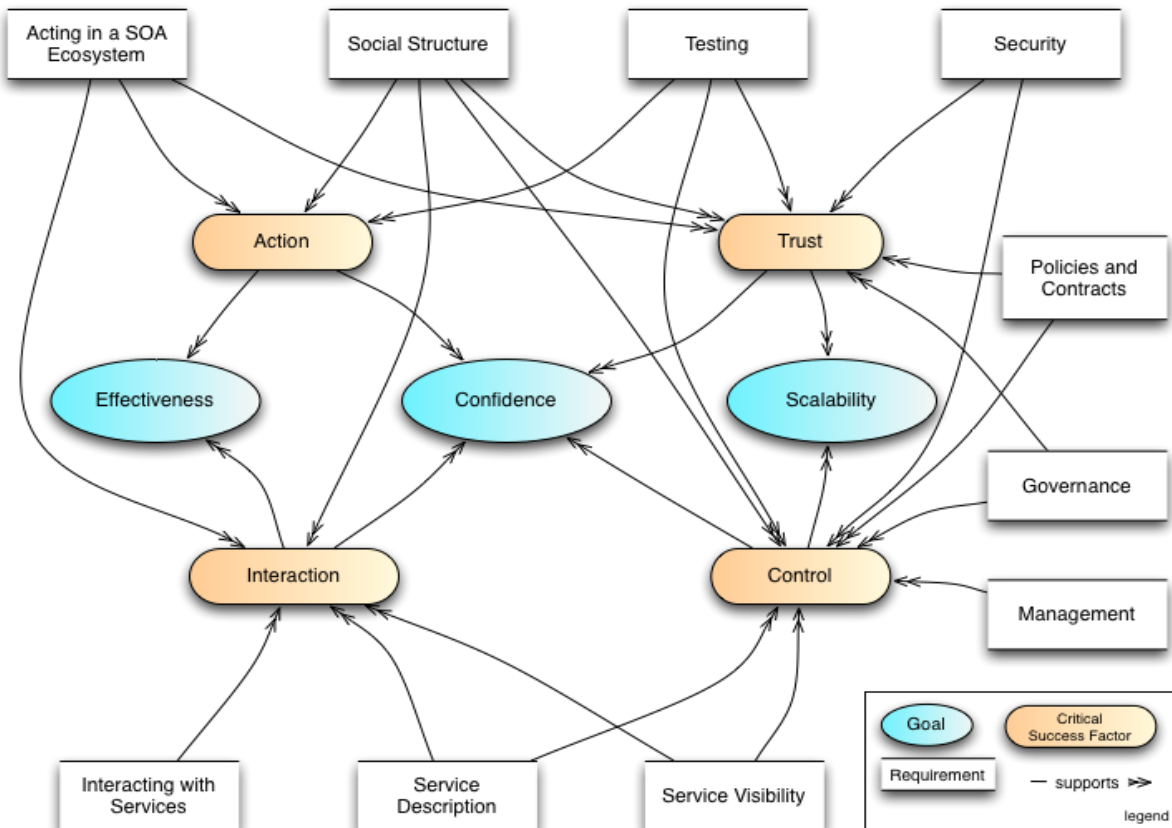 Acting in a SOA
Ecosystem
Social Structure
Testing
Security
Action
Trust
Policies and
Contracts
Effectiveness
Confidence
Scalability
Governance
Interaction
Control
Management
Interacting with
Services
Service
Description
Service Visibility
Goal
Critical
Success Factor
Requirement
supports
legend